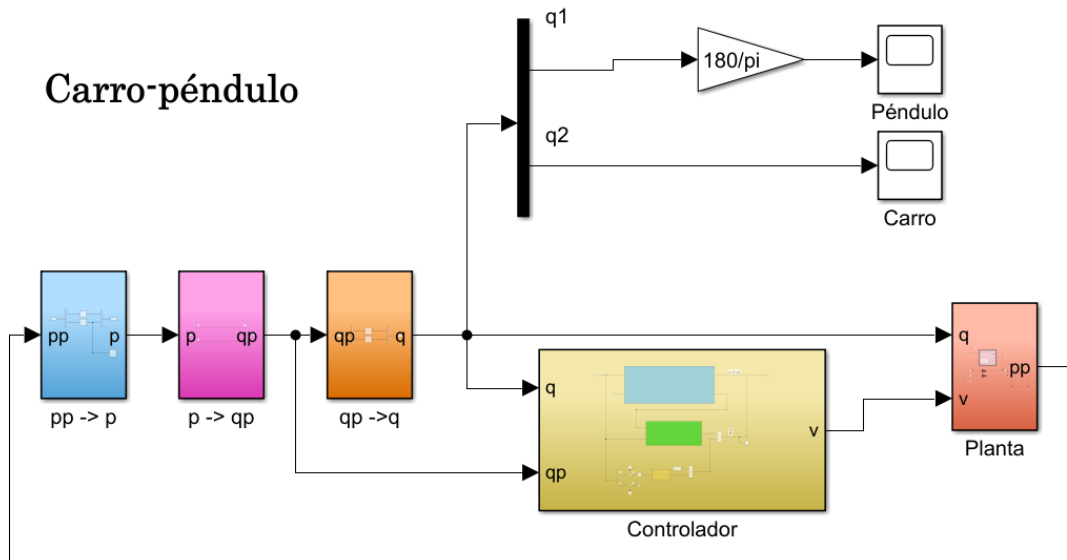 q1
180/pi
Carro-péndulo
Péndulo
q2
Carro
pp
p
p
qp
qp
q
q
pp
v
q
qp
v
pp -> p
p -> qp
qp ->q
Planta
Controlador